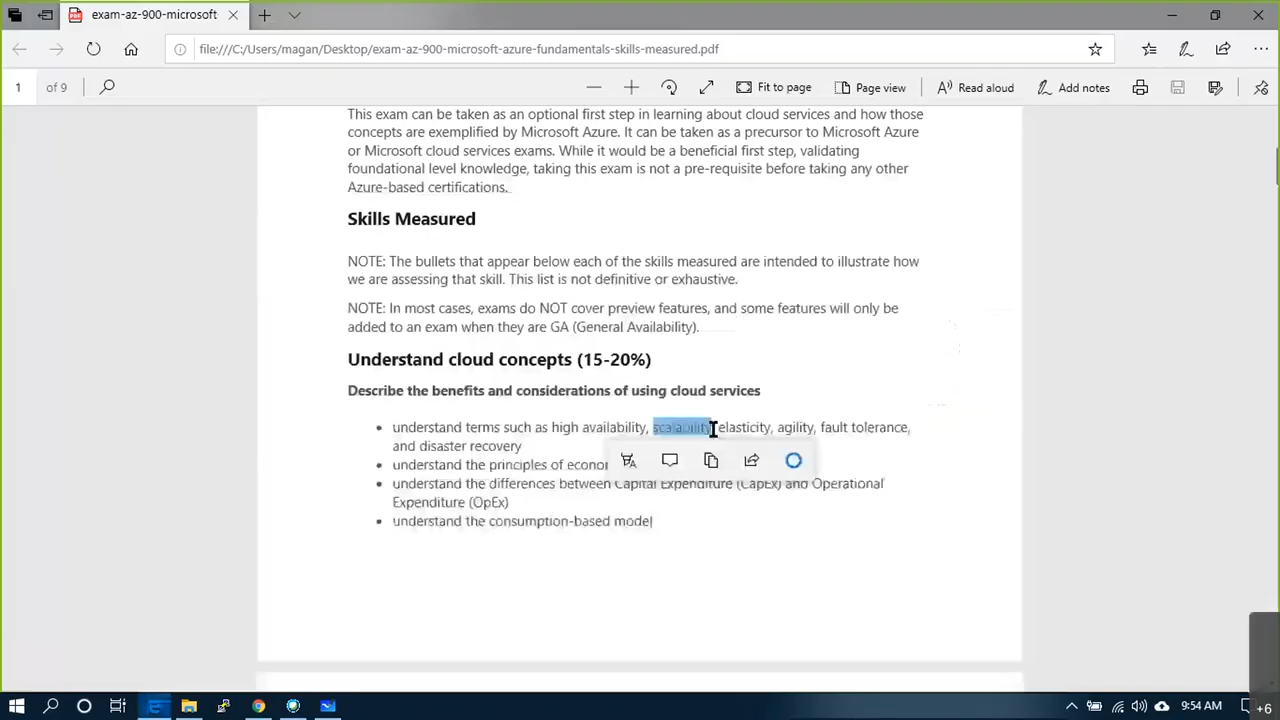 exam-az-900-microsoft
file:///C:/Users/magan/Desktop/exam-az-900-microsoft-azure-fundamentals-skills-measured.pdf
1 of 9
Fit to page
Page view
Read aloud
Add notes
This exam can be taken as an optional first step in learning about cloud services and how those
concepts are exemplified by Microsoft Azure. It can be taken as a precursor to Microsoft Azure
or Microsoft cloud services exams. While it would be a beneficial first step, validating
foundational level knowledge, taking this exam is not a pre-requisite before taking any other
Azure-based certifications.
Skills Measured
NOTE: The bullets that appear below each of the skills measured are intended to illustrate how
we are assessing that skill. This list is not definitive or exhaustive.
NOTE: In most cases, exams do NOT cover preview features, and some features will only be
added to an exam when they are GA (General Availability).
Understand cloud concepts (15-20%)
Describe the benefits and considerations of using cloud services
• understand terms such as high availability, scalability, elasticity, agility, fault tolerance,
and disaster recovery
• understand the principles of
• understand the differences between Capital Expenditure (CapEx) and Operational
Expenditure (OpEx)
• understand the consumption-based model
9:54 AM
+6